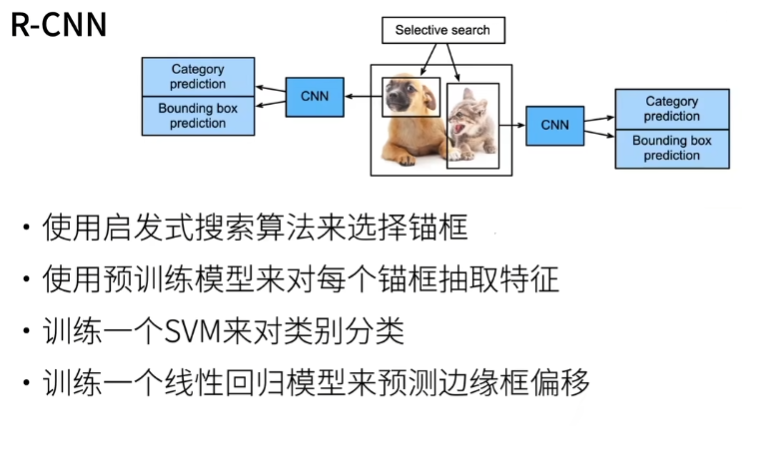 R-CNN
Selective search
Category
prediction
Bounding box
prediction
CNN
CNN
Category
prediction
Bounding box
prediction
• 使用启发式搜索算法来选择锚框
• 使用预训练模型来对每个锚框抽取特征
• 训练一个SVM来对类别分类
• 训练一个线性回归模型来预测边缘框偏移